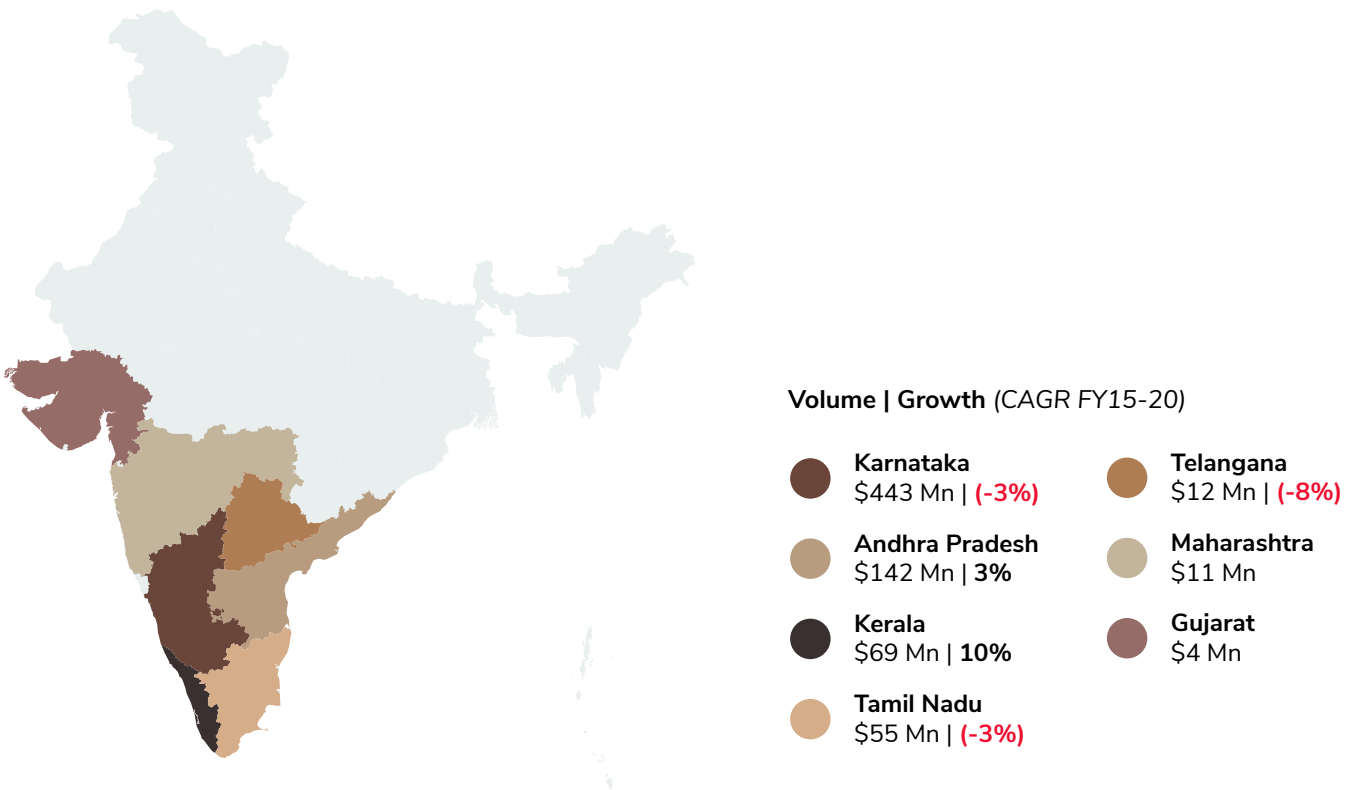 Volume | Growth (CAGR FY15-20)
Karnataka
$443 Mn | (-3%)
Andhra Pradesh
$142 Mn | 3%
Kerala
$69 Mn | 10%
Tamil Nadu
$55 Mn | (-3%)
Telangana
$12 Mn | (-8%)
Maharashtra
$11 Mn
Gujarat
$4 Mn